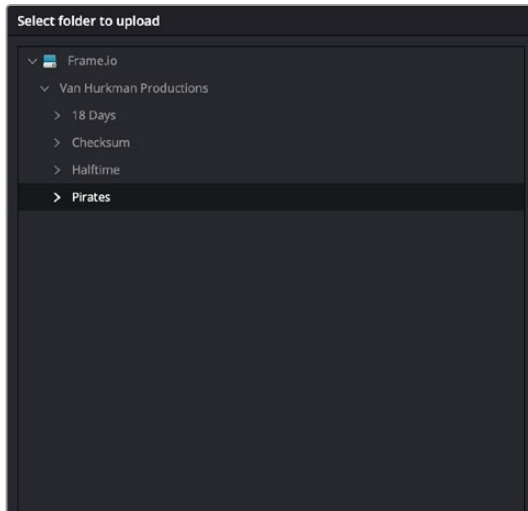 Select folder to upload
Frame.io
Van Hurkman Productions
18 Days
Checksum
Halftime
Pirates